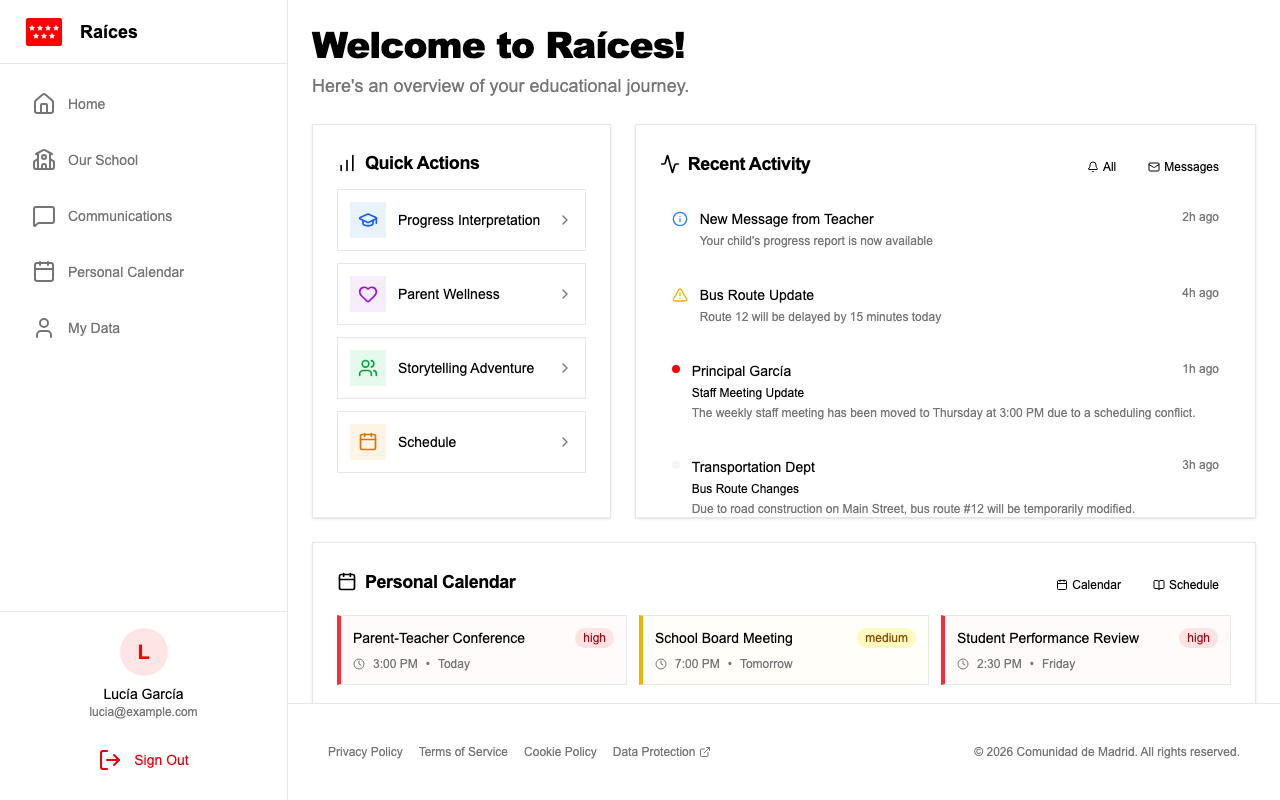 Raíces
Home
Our School
Communications
Personal Calendar
My Data
L
Lucía García
lucia@example.com
Sign Out
Welcome to Raíces!
Here's an overview of your educational journey.
Quick Actions
Progress Interpretation
Parent Wellness
Storytelling Adventure
Schedule
Recent Activity
All
Messages
New Message from Teacher
2h ago
Your child's progress report is now available
Bus Route Update
4h ago
Route 12 will be delayed by 15 minutes today
Principal García
1h ago
Staff Meeting Update
The weekly staff meeting has been moved to Thursday at 3:00 PM due to a scheduling conflict.
Transportation Dept
3h ago
Bus Route Changes
Due to road construction on Main Street, bus route #12 will be temporarily modified.
Personal Calendar
Calendar
Schedule
Parent-Teacher Conference
high
3:00 PM • Today
School Board Meeting
medium
7:00 PM • Tomorrow
Student Performance Review
high
2:30 PM • Friday
Privacy Policy
Terms of Service
Cookie Policy
Data Protection
© 2026 Comunidad de Madrid. All rights reserved.